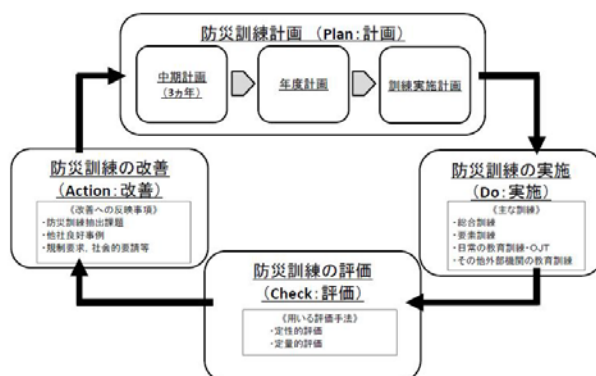 防災訓練計画 (Plan：計画)
中期計画
(3ヵ年)
年度計画
訓練実施計画
防災訓練の実施
(Do：実施)
《主な訓練》
・総合訓練
・要素訓練
・日常の教育訓練・OJT
・その他外部機関の教育訓練
防災訓練の評価
(Check：評価)
《用いる評価手法》
・定性的評価
・定量的評価
防災訓練の改善
(Action：改善)
《改善への反映事項》
・防災訓練抽出課題
・他社良好事例
・規制要求、社会的要請等